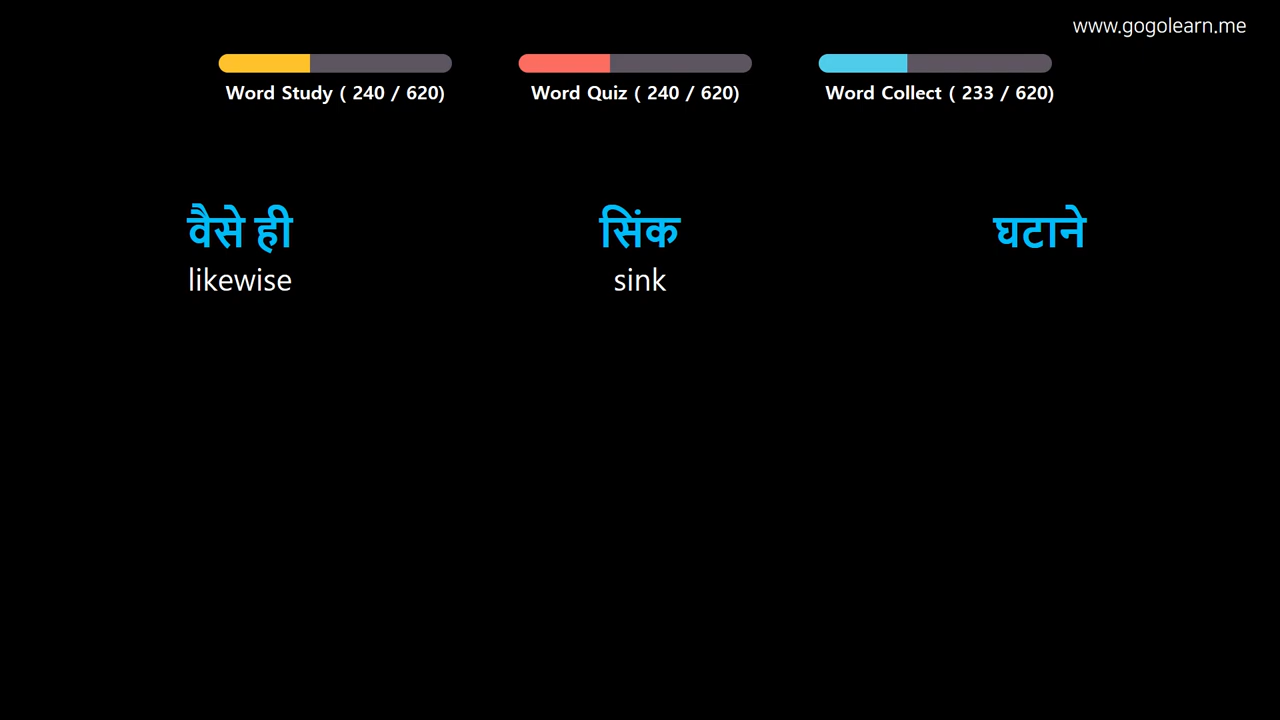 www.gogolearn.me
Word Study ( 240 / 620)
Word Quiz ( 240 / 620)
Word Collect ( 233 / 620)
वैसे ही
likewise
सिंक
sink
घटाने